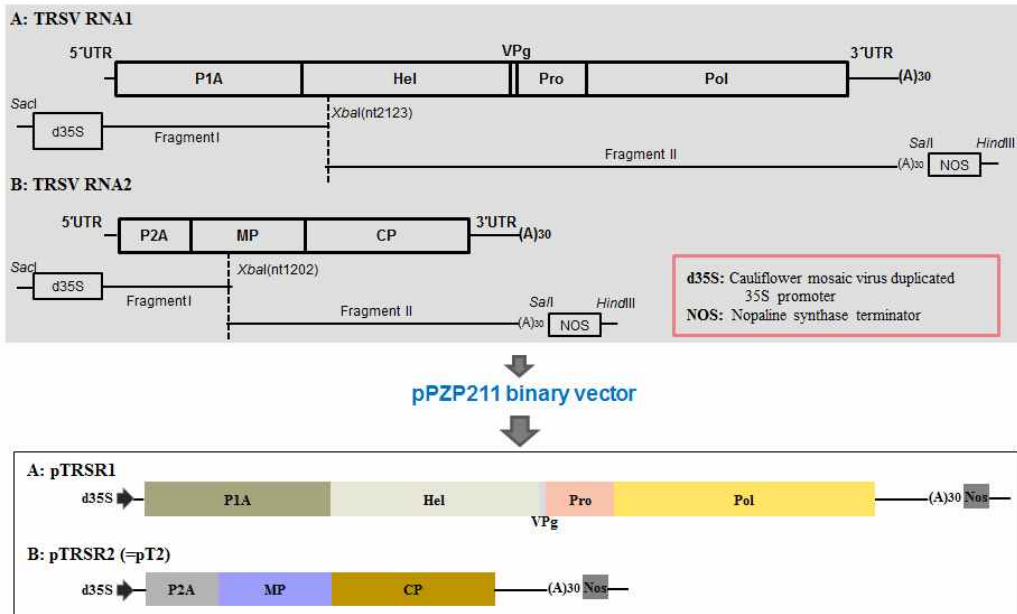 A: TRSV RNA1
5´UTR
VPg
3´UTR
P1A Hel Pro Pol (A)30
SacI
XbaI(nt2123)
d35S
Fragment I
SalI HindIII
Fragment II (A)30 NOS
B: TRSV RNA2
5´UTR 3´UTR
P2A MP CP (A)30
SacI
XbaI(nt1202)
d35S
Fragment I
SalI HindIII
Fragment II (A)30 NOS
d35S: Cauliflower mosaic virus duplicated
35S promoter
NOS: Nopaline synthase terminator
pPZP211 binary vector
A: pTRSR1
d35S P1A Hel Pro Pol (A)30 Nos
VPg
B: pTRSR2 (=pT2)
d35S P2A MP CP (A)30 Nos